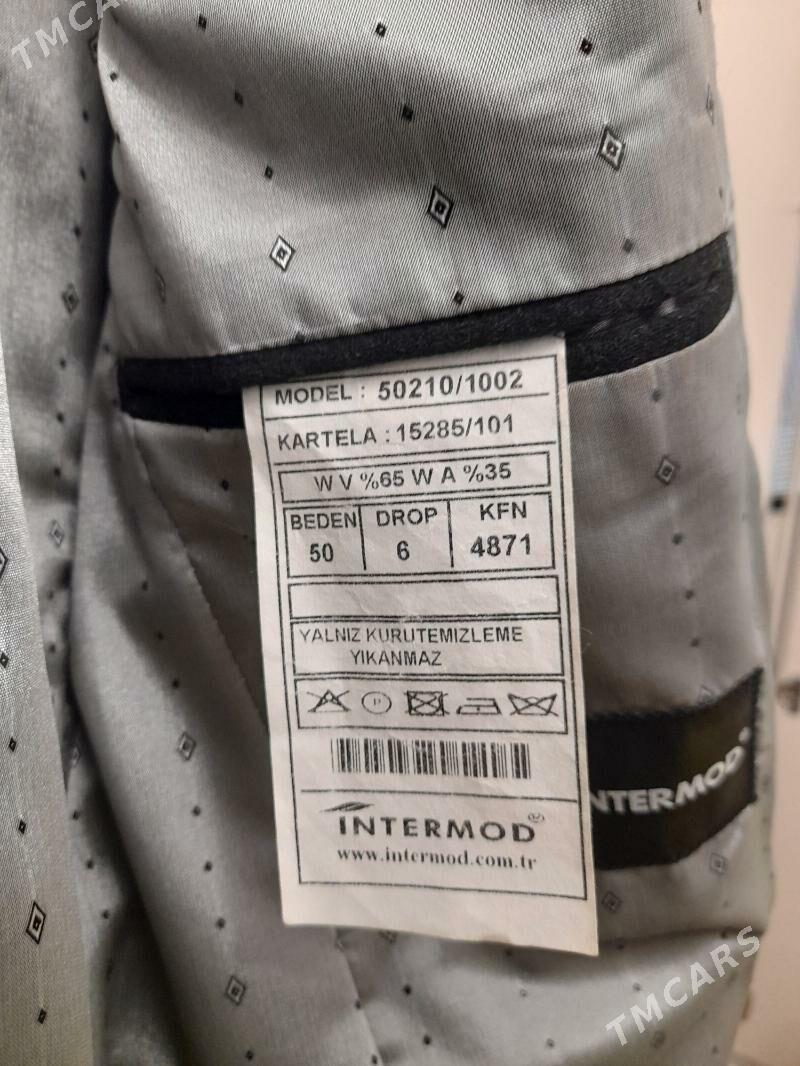 TMCARS
MODEL : 50210/1002
KARTELA : 15285/101
W V %65 W A %35
BEDEN DROP KFN
50 6 4871
YALNIZ KURUTEMIZLEME
YIKANMAZ
P
INTERMOD®
www.intermod.com.tr
INTERMOD®
TMCARS